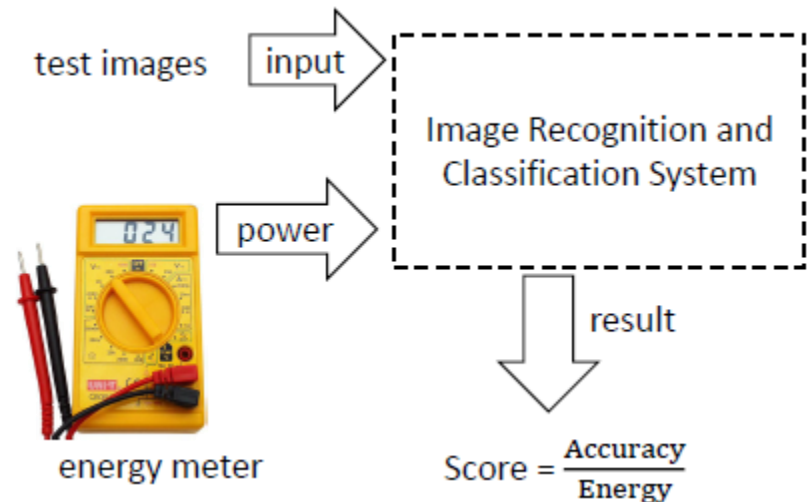 test images
input
Image Recognition and
Classification System
024
power
result
energy meter
Score = Accuracy
Energy